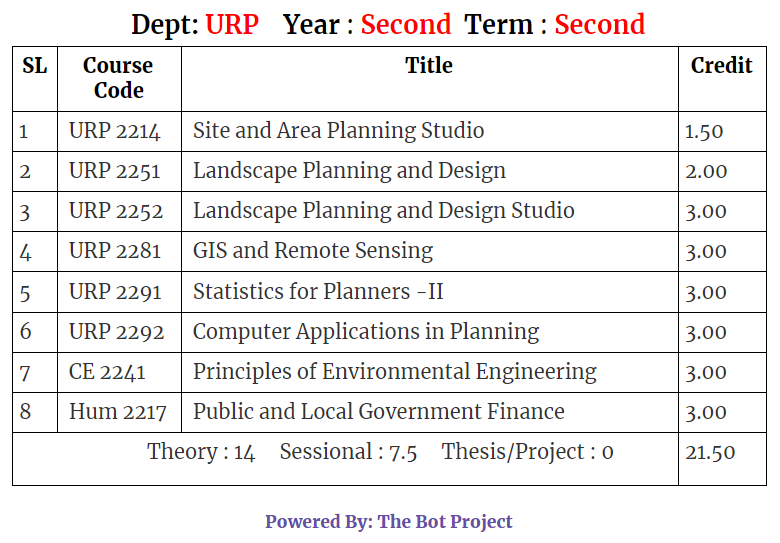 Dept: URP Year : Second Term : Second
SL Course Code Title Credit
1 URP 2214 Site and Area Planning Studio 1.50
2 URP 2251 Landscape Planning and Design 2.00
3 URP 2252 Landscape Planning and Design Studio 3.00
4 URP 2281 GIS and Remote Sensing 3.00
5 URP 2291 Statistics for Planners -II 3.00
6 URP 2292 Computer Applications in Planning 3.00
7 CE 2241 Principles of Environmental Engineering 3.00
8 Hum 2217 Public and Local Government Finance 3.00
Theory : 14 Sessional : 7.5 Thesis/Project : 0 21.50
Powered By: The Bot Project